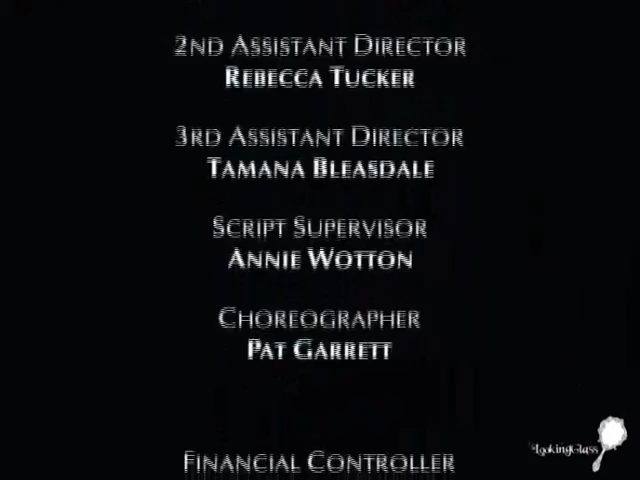 2ND ASSISTANT DIRECTOR
REBECCA TUCKER
3RD ASSISTANT DIRECTOR
TAMANA BLEASDALE
SCRIPT SUPERVISOR
ANNIE WOTTON
CHOREOGRAPHER
PAT GARRETT
FINANCIAL CONTROLLER
LookingGlass